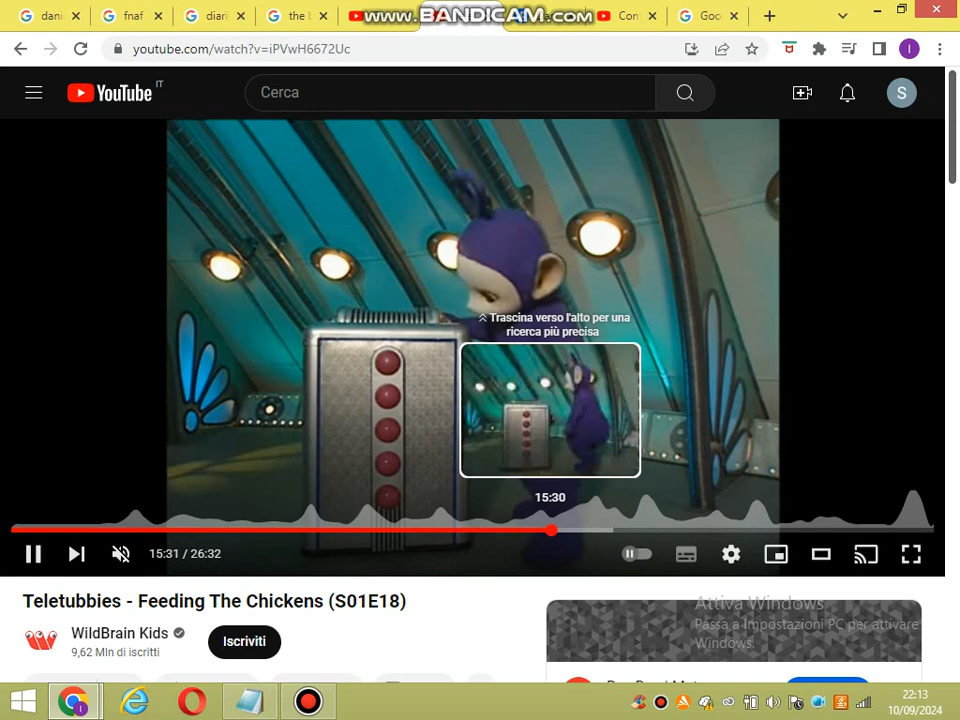 dani
fnaf
diari
the b
www.BANDICAM.com
Con
Goo
youtube.com/watch?v=iPVwH6672Uc
YouTube IT
Cerca
S
Trascina verso l'alto per una
ricerca più precisa
15:30
15:31 / 26:32
Teletubbies - Feeding The Chickens (S01E18)
WildBrain Kids
9,62 Mln di iscritti
Iscriviti
Attiva Windows
Passa a Impostazioni PC per attivare
Windows.
22:13
10/09/2024